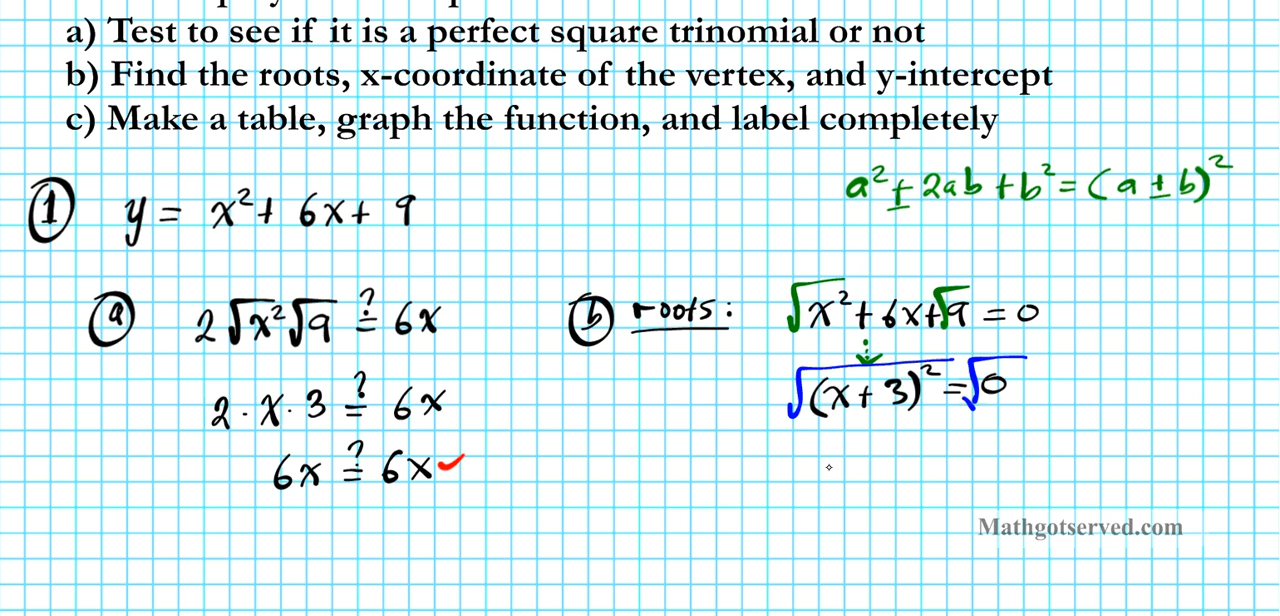 a) Test to see if it is a perfect square trinomial or not
b) Find the roots, x-coordinate of the vertex, and y-intercept
c) Make a table, graph the function, and label completely
a² ± 2ab + b² = (a ± b)²
① y = x² + 6x + 9
ⓐ 2√x² √9 ≟ 6x
2 · x · 3 ≟ 6x
6x ≟ 6x ✓
ⓑ roots: √x² + 6x + √9 = 0
√(x + 3)² = √0
Mathgotserved.com